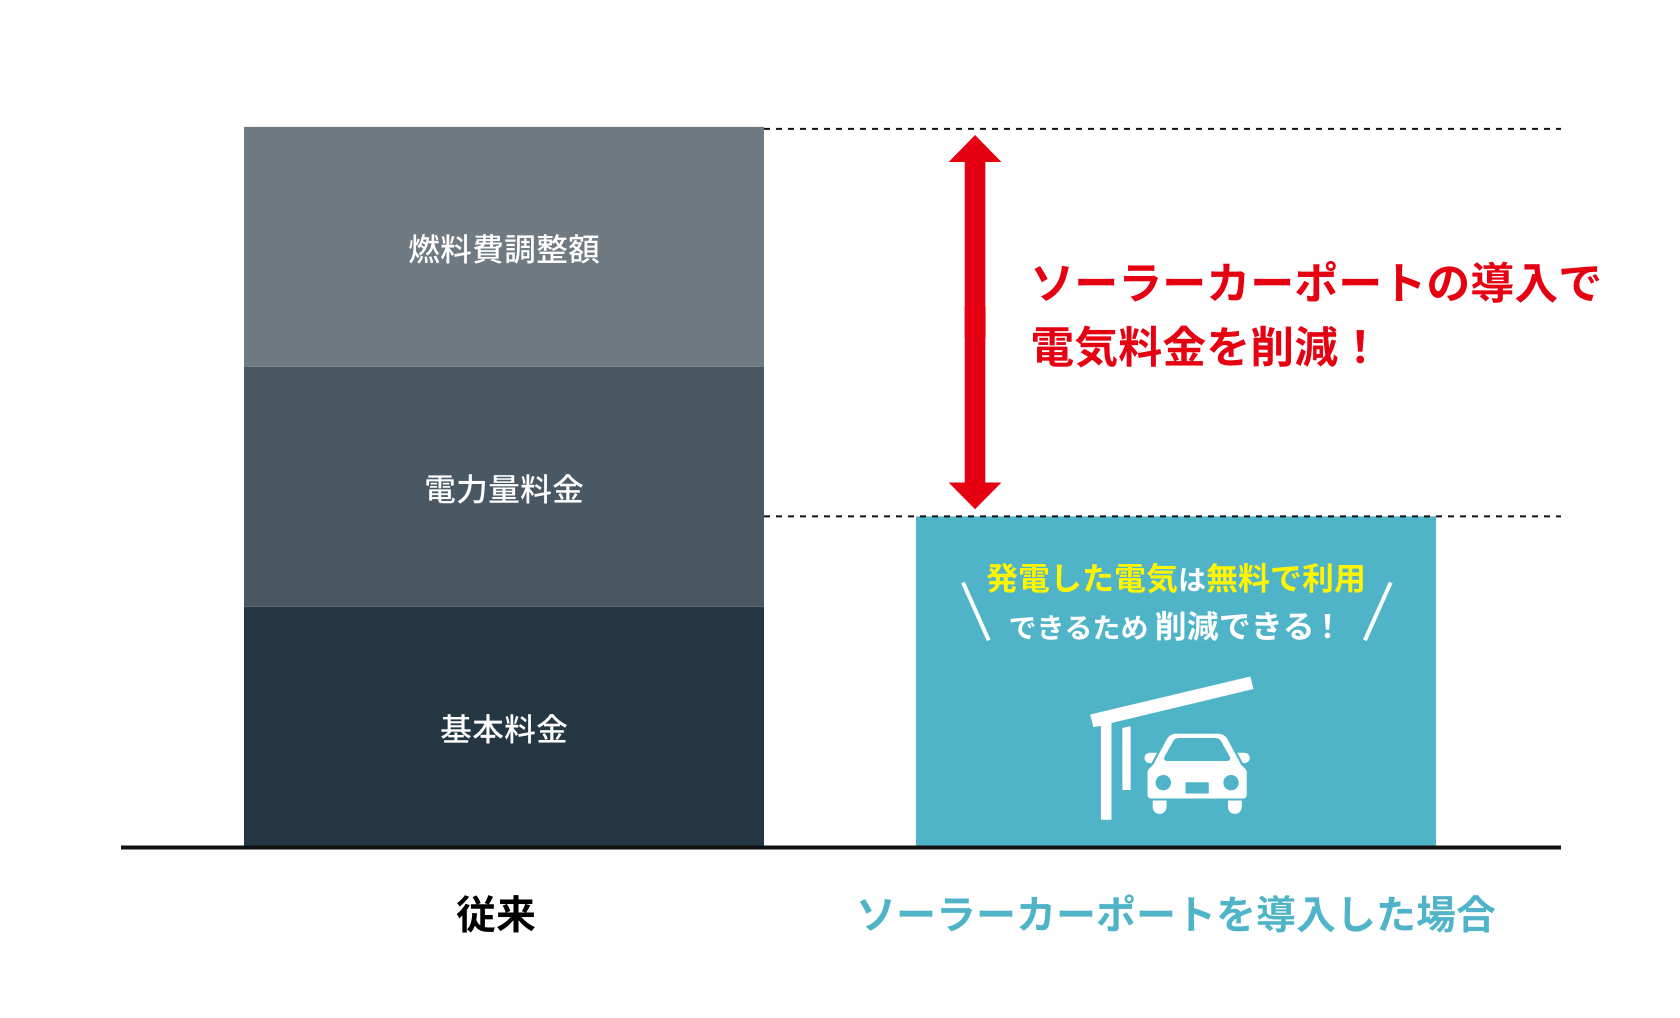 燃料費調整額
電力量料金
基本料金
従来
ソーラーカーポートの導入で
電気料金を削減！
発電した電気は無料で利用
できるため 削減できる！
ソーラーカーポートを導入した場合